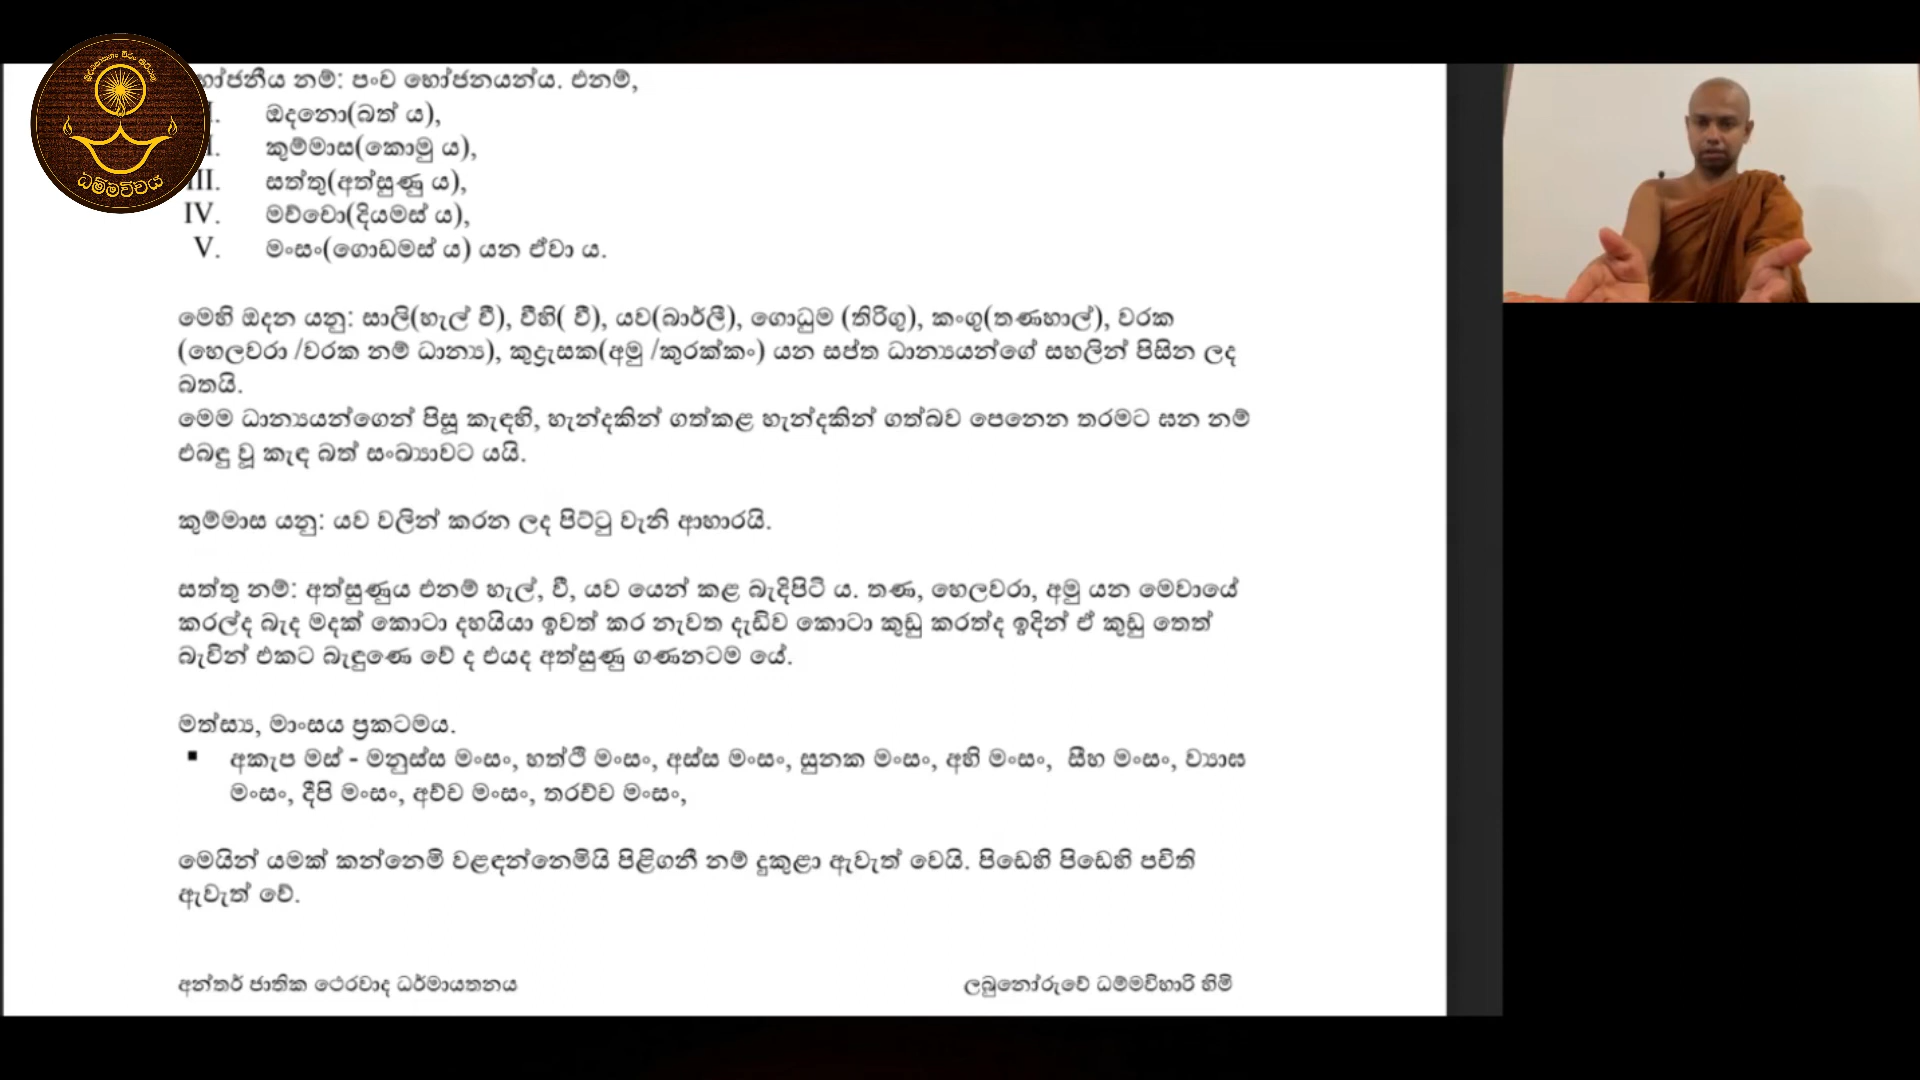 ධම්මවිචය
භෝජනීය නම්: පංච භෝජනයන්ය. එනම්,
I. ඔදනො(බත් ය),
II. කුම්මාස(කොමු ය),
III. සත්තු(අත්සුණු ය),
IV. මච්චො(දියමස් ය),
V. මංසං(ගොඩමස් ය) යන ඒවා ය.
මෙහි ඔදන යනු: සාලි(හැල් වී), වීහි( වී), යව(බාර්ලී), ගොධුම (තිරිගු), කංගු(තණහාල්), වරක
(හෙලවරා /වරක නම් ධාන්‍ය), කුද්‍රැසක(අමු /කුරක්කං) යන සප්ත ධාන්‍යයන්ගේ සහලින් පිසින ලද
බතයි.
මෙම ධාන්‍යයන්ගෙන් පිසූ කැඳහි, හැන්දකින් ගත්කළ හැන්දකින් ගත්බව පෙනෙන තරමට ඝන නම්
එබඳු වූ කැඳ බත් සංඛ්‍යාවට යයි.
කුම්මාස යනු: යව වලින් කරන ලද පිට්ටු වැනි ආහාරයි.
සත්තු නම්: අත්සුණුය එනම් හැල්, වී, යව යෙන් කළ බැදිපිටි ය. තණ, හෙලවරා, අමු යන මෙවායේ
කරල්ද බැද මදක් කොටා දහයියා ඉවත් කර නැවත දැඩිව කොටා කුඩු කරත්ද ඉදින් ඒ කුඩු තෙත්
බැවින් එකට බැඳුණෙ වේ ද එයද අත්සුණු ගණනටම යේ.
මත්ස්‍ය, මාංසය ප්‍රකටමය.
▪ අකැප මස් - මනුස්ස මංසං, හත්ථි මංසං, අස්ස මංසං, සුනක මංසං, අහි මංසං, සීහ මංසං, ව්‍යාඝ
මංසං, දීපි මංසං, අච්ච මංසං, තරච්ච මංසං,
මෙයින් යමක් කන්නෙමි වළඳන්නෙමියි පිළිගනී නම් දුකුළා ඇවැත් වෙයි. පිඩෙහි පිඩෙහි පචිති
ඇවැත් වේ.
අන්තර් ජාතික ථෙරවාද ධර්මායතනය
ලබුනෝරුවේ ධම්මවිහාරි හිමි